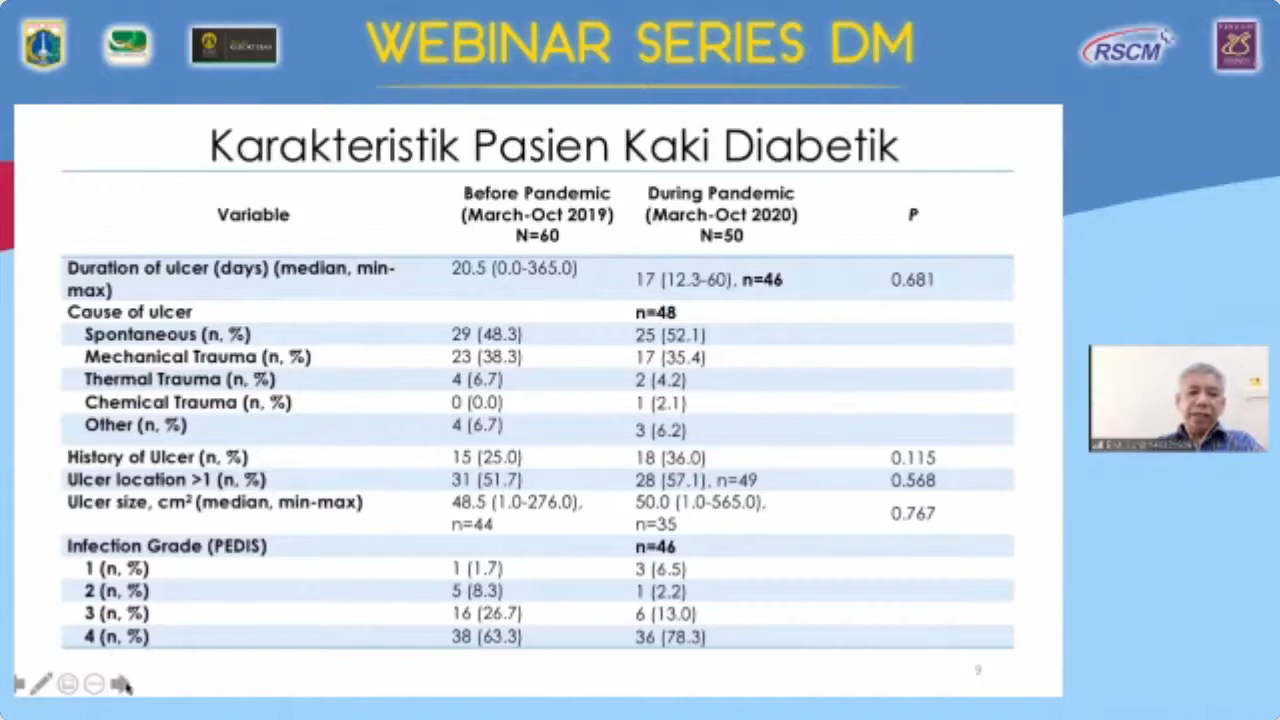 WEBINAR SERIES DM
RSCM
Karakteristik Pasien Kaki Diabetik
Variable
Before Pandemic
(March-Oct 2019)
N=60
During Pandemic
(March-Oct 2020)
N=50
P
Duration of ulcer (days) (median, min-
max)
20.5 (0.0-365.0)
17 (12.3-60), n=46
0.681
Cause of ulcer
n=48
Spontaneous (n, %) 29 (48.3) 25 (52.1)
Mechanical Trauma (n, %) 23 (38.3) 17 (35.4)
Thermal Trauma (n, %) 4 (6.7) 2 (4.2)
Chemical Trauma (n, %) 0 (0.0) 1 (2.1)
Other (n, %) 4 (6.7) 3 (6.2)
History of Ulcer (n, %) 15 (25.0) 18 (36.0) 0.115
Ulcer location >1 (n, %) 31 (51.7) 28 (57.1), n=49 0.568
Ulcer size, cm² (median, min-max)
48.5 (1.0-276.0),
n=44
50.0 (1.0-565.0),
n=35
0.767
Infection Grade (PEDIS) n=46
1 (n, %) 1 (1.7) 3 (6.5)
2 (n, %) 5 (8.3) 1 (2.2)
3 (n, %) 16 (26.7) 6 (13.0)
4 (n, %) 38 (63.3) 36 (78.3)
9